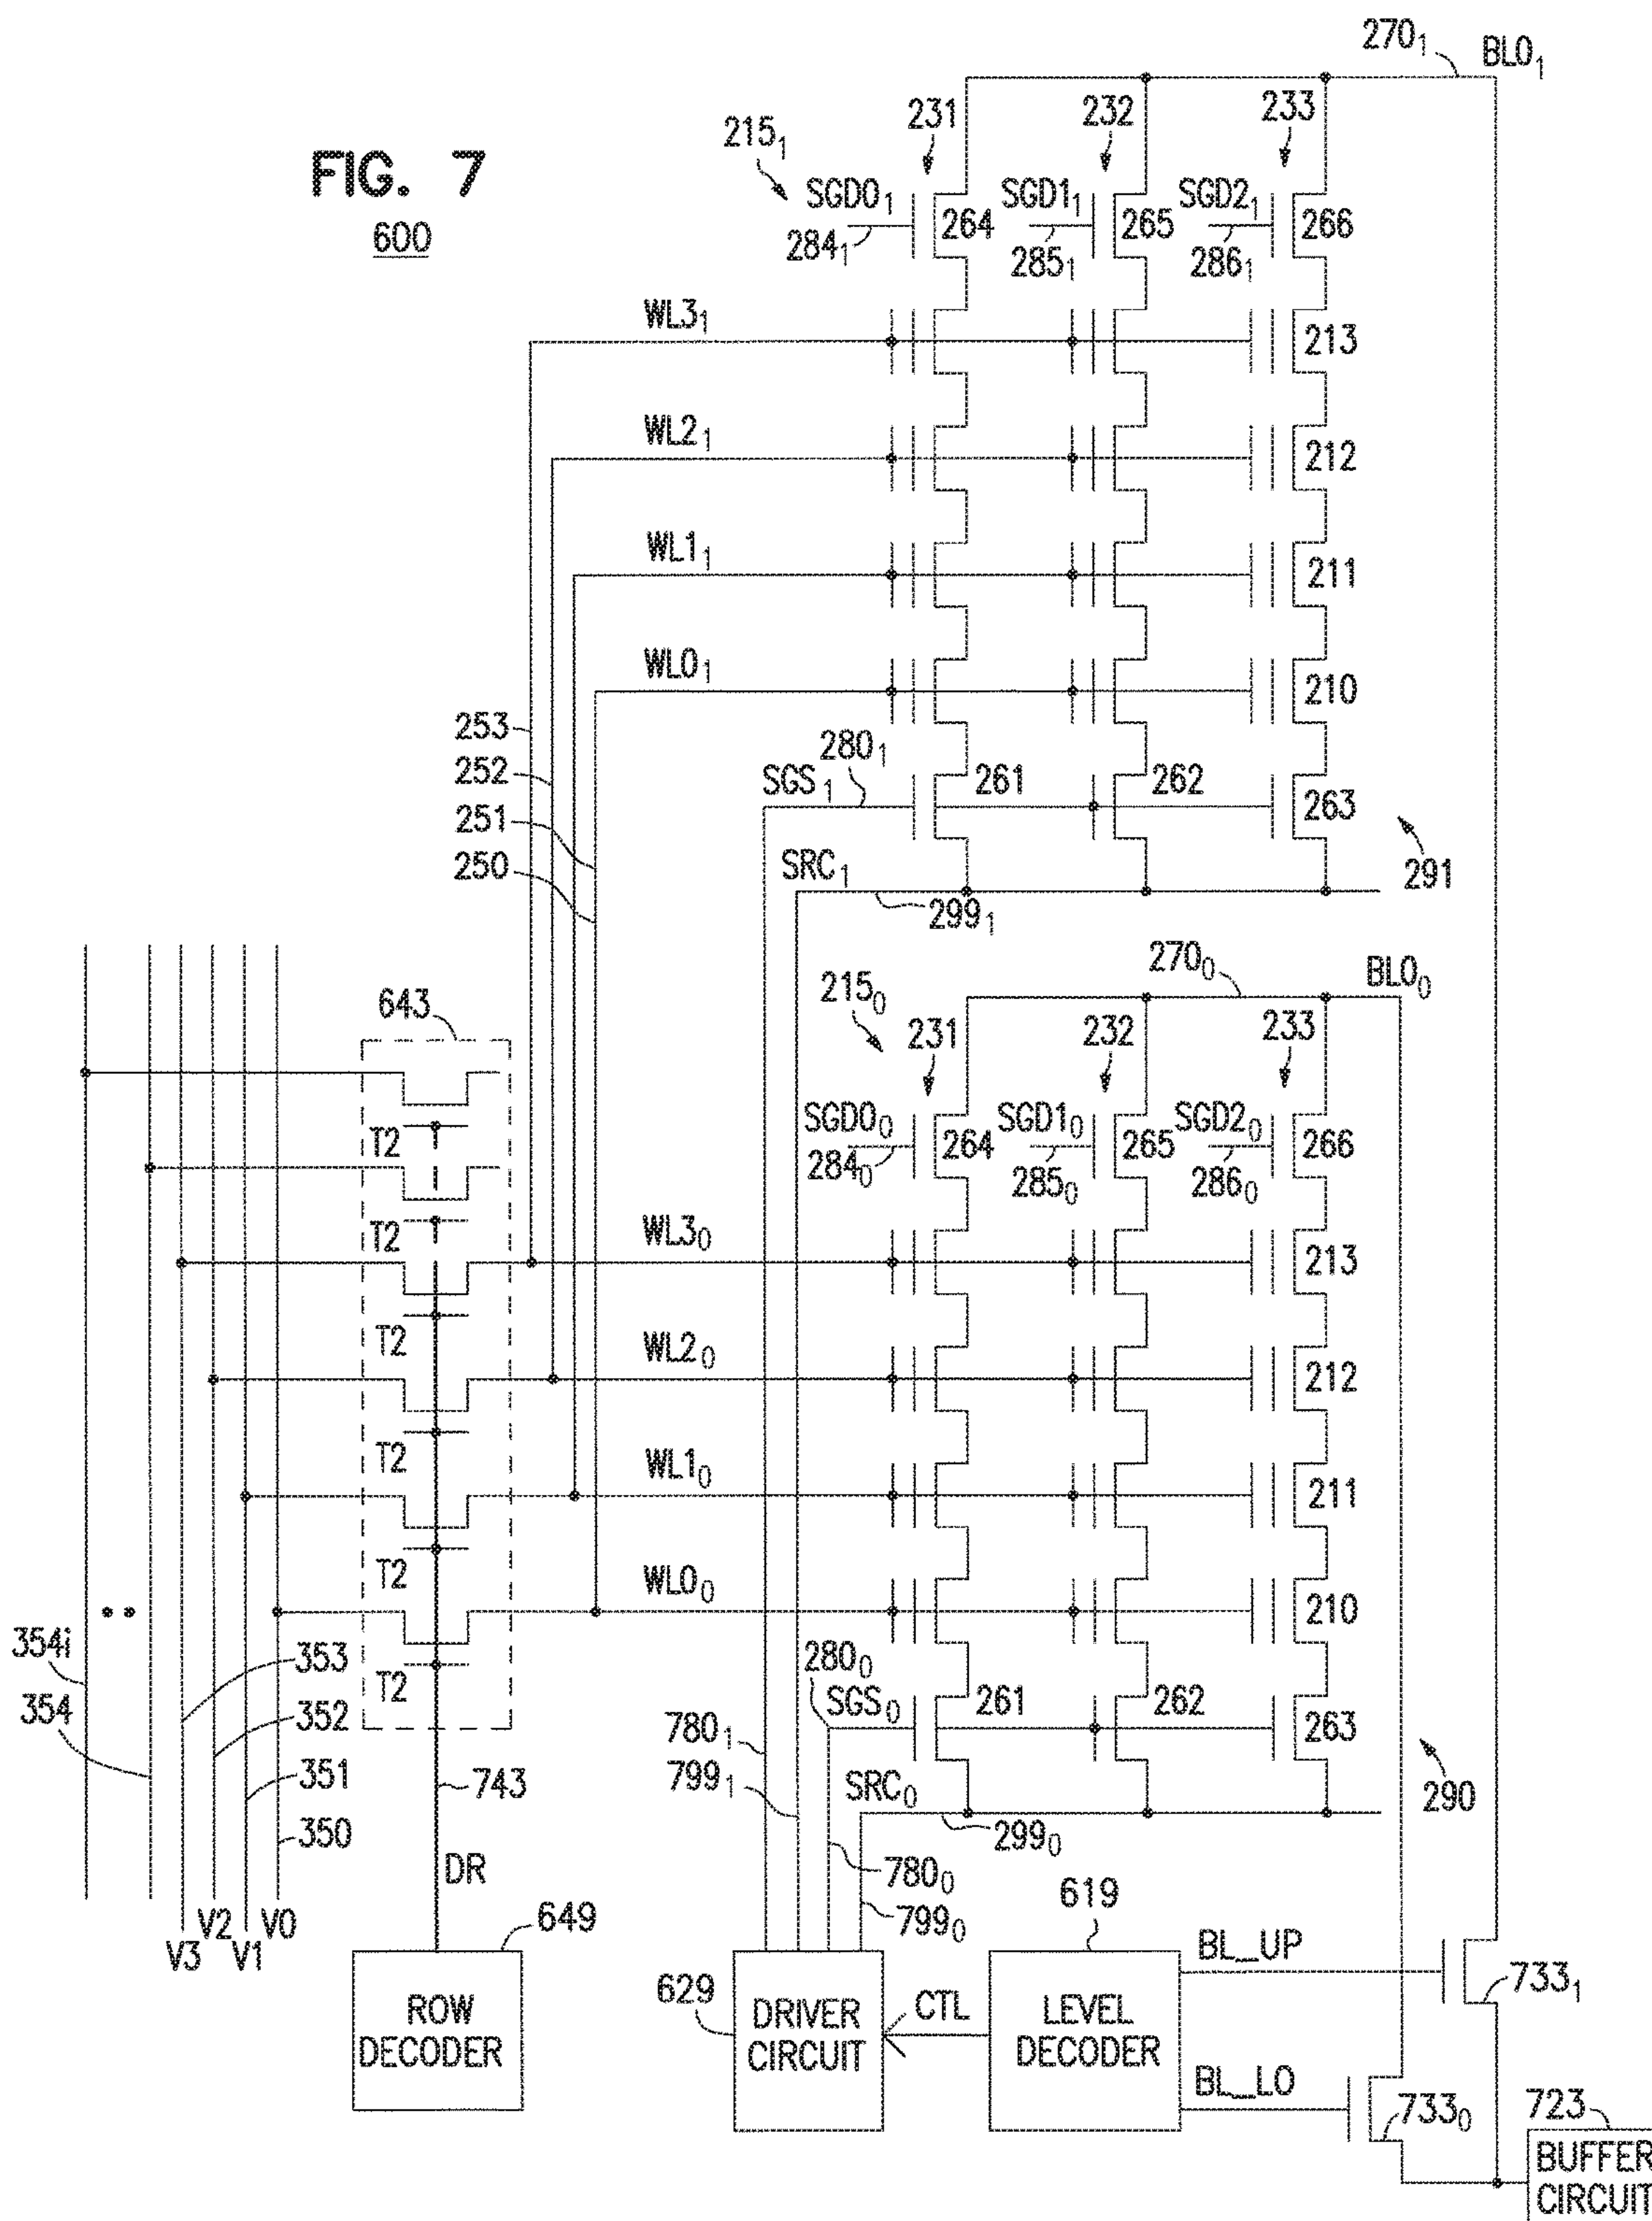 FIG. 7
600
270₁ BL0₁
215₁ 231 232 233
SGD0₁ 264 SGD1₁ 265 SGD2₁ 266
284₁ 285₁ 286₁
WL3₁ 213
WL2₁ 212
WL1₁ 211
WL0₁ 210
253
252
251
250
280₁
SGS₁ 261 262 263
SRC₁ 291
299₁
270₀ BL0₀
215₀ 231 232 233
643
SGD0₀ 264 SGD1₀ 265 SGD2₀ 266
284₀ 285₀ 286₀
T2
T2
WL3₀ 213
T2
WL2₀ 212
T2
WL1₀ 211
T2
WL0₀ 210
T2
354i
354
353
352
351
350
280₀
SGS₀ 261 262 263
780₁
799₁
743
SRC₀ 290
299₀
780₀
799₀
DR
V3 V2 V1 V0
649
ROW
DECODER
629
DRIVER
CIRCUIT
CTL
619
LEVEL
DECODER
BL_UP
733₁
BL_LO
733₀
723
BUFFER
CIRCUIT